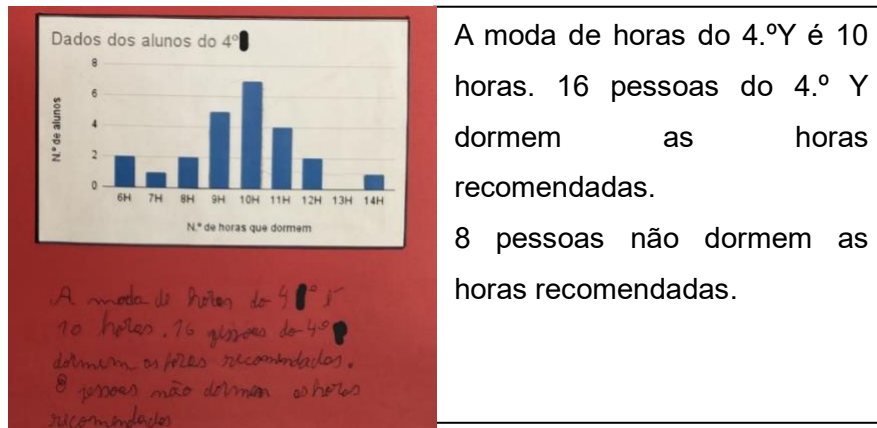 Dados dos alunos do 4º
8
6
4
2
0
N.º de alunos
6H 7H 8H 9H 10H 11H 12H 13H 14H
N.º de horas que dormem
A moda de horas do 4º é
10 horas. 16 pessoas do 4º
dormem as horas recomendadas.
8 pessoas não dormem as horas
recomendadas
A moda de horas do 4.ºY é 10
horas. 16 pessoas do 4.º Y
dormem as horas
recomendadas.
8 pessoas não dormem as
horas recomendadas.